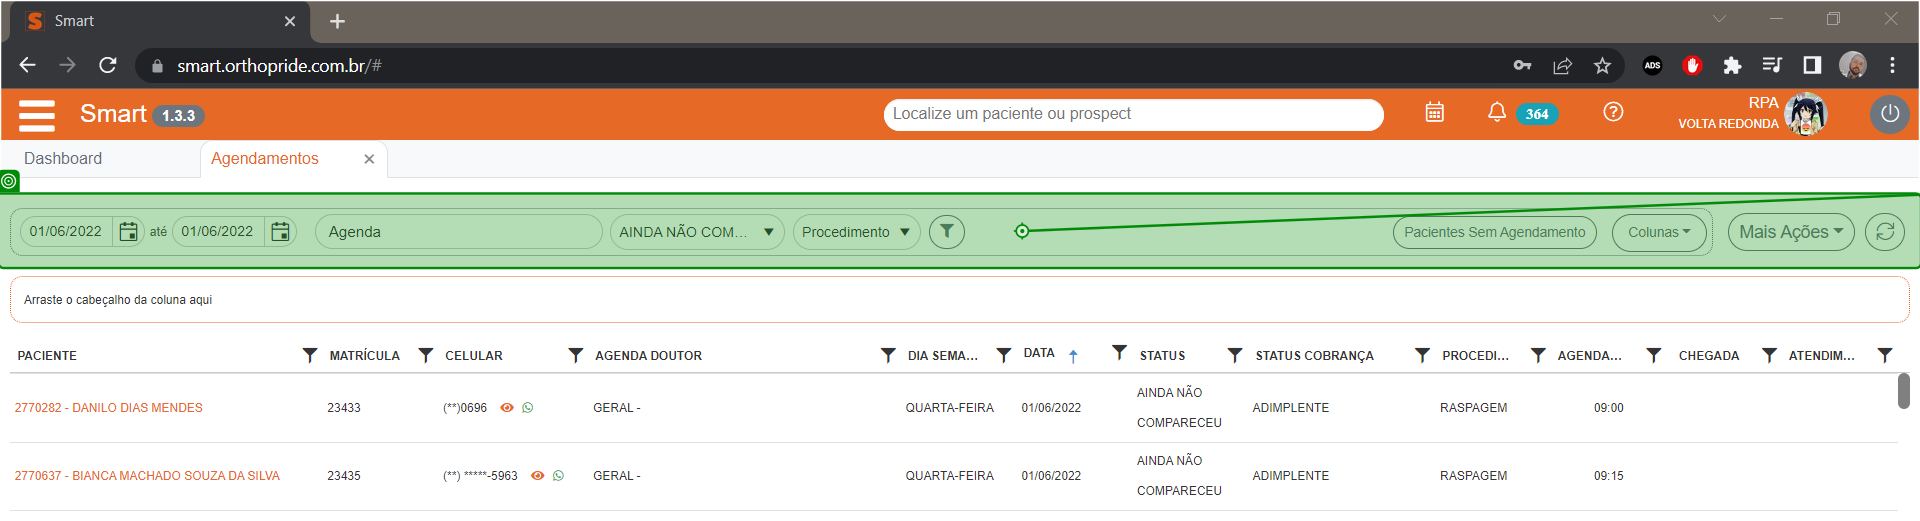 Smart
smart.orthopride.com.br/#
ADS
Smart 1.3.3
Localize um paciente ou prospect
364
RPA
VOLTA REDONDA
Dashboard
Agendamentos
01/06/2022 até 01/06/2022 Agenda AINDA NÃO COM... Procedimento Pacientes Sem Agendamento Colunas Mais Ações
Arraste o cabeçalho da coluna aqui
PACIENTE MATRÍCULA CELULAR AGENDA DOUTOR DIA SEMA... DATA STATUS STATUS COBRANÇA PROCEDI... AGENDA... CHEGADA ATENDIM...
2770282 - DANILO DIAS MENDES 23433 (**)0696 GERAL - QUARTA-FEIRA 01/06/2022 AINDA NÃO COMPARECEU ADIMPLENTE RASPAGEM 09:00
2770637 - BIANCA MACHADO SOUZA DA SILVA 23435 (**) *****-5963 GERAL - QUARTA-FEIRA 01/06/2022 AINDA NÃO COMPARECEU ADIMPLENTE RASPAGEM 09:15